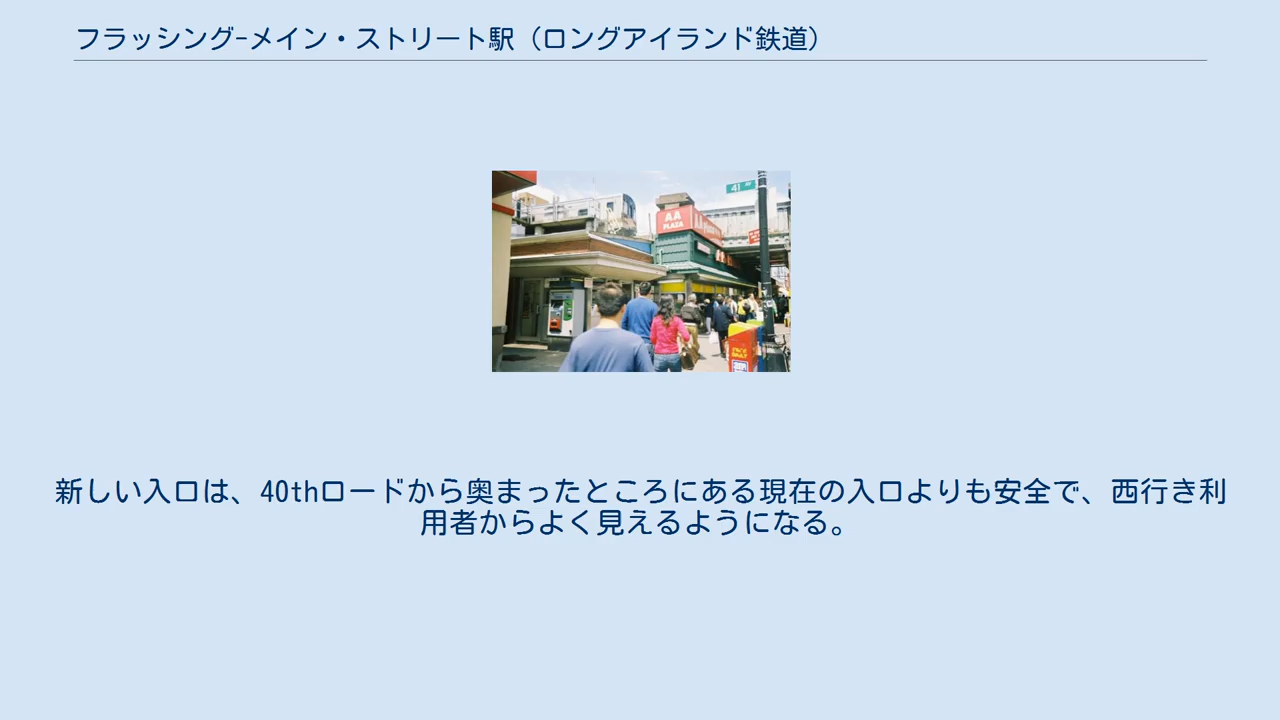 フラッシング-メイン・ストリート駅（ロングアイランド鉄道）
41 AV
AA
PLAZA
新しい入口は、40thロードから奥まったところにある現在の入口よりも安全で、西行き利
用者からよく見えるようになる。